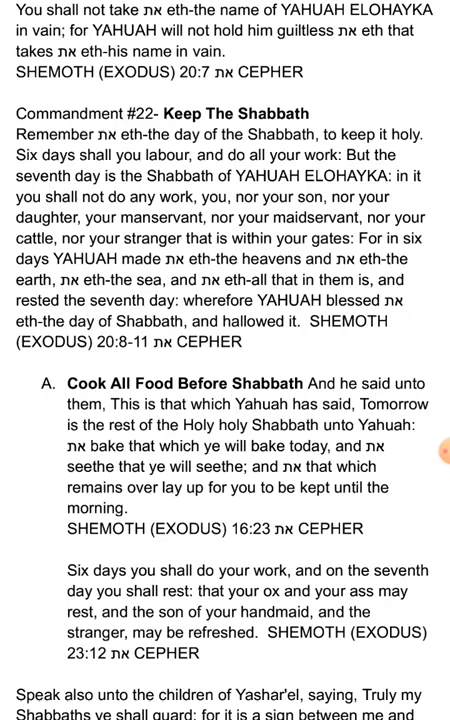 You shall not take את eth-the name of YAHUAH ELOHAYKA
in vain; for YAHUAH will not hold him guiltless את eth that
takes את eth-his name in vain.
SHEMOTH (EXODUS) 20:7 את CEPHER
Commandment #22- Keep The Shabbath
Remember את eth-the day of the Shabbath, to keep it holy.
Six days shall you labour, and do all your work: But the
seventh day is the Shabbath of YAHUAH ELOHAYKA: in it
you shall not do any work, you, nor your son, nor your
daughter, your manservant, nor your maidservant, nor your
cattle, nor your stranger that is within your gates: For in six
days YAHUAH made את eth-the heavens and את eth-the
earth, את eth-the sea, and את eth-all that in them is, and
rested the seventh day: wherefore YAHUAH blessed את
eth-the day of Shabbath, and hallowed it. SHEMOTH
(EXODUS) 20:8-11 את CEPHER
A. Cook All Food Before Shabbath And he said unto
them, This is that which Yahuah has said, Tomorrow
is the rest of the Holy holy Shabbath unto Yahuah:
את bake that which ye will bake today, and את
seethe that ye will seethe; and את that which
remains over lay up for you to be kept until the
morning.
SHEMOTH (EXODUS) 16:23 את CEPHER
Six days you shall do your work, and on the seventh
day you shall rest: that your ox and your ass may
rest, and the son of your handmaid, and the
stranger, may be refreshed. SHEMOTH (EXODUS)
23:12 את CEPHER
Speak also unto the children of Yashar'el, saying, Truly my
Shabbaths ye shall guard: for it is a sign between me and